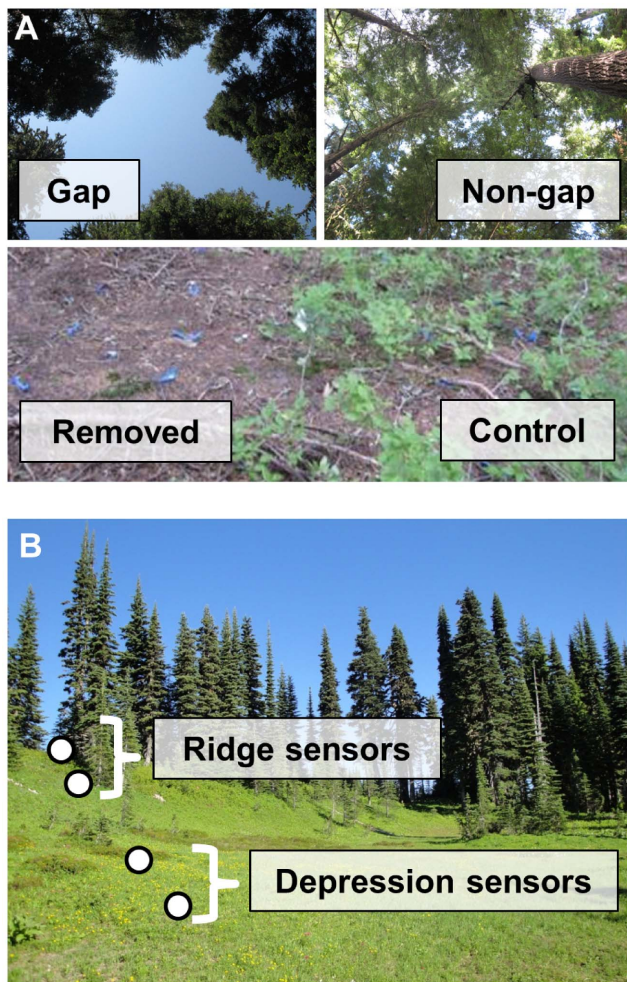 A
Gap
Non-gap
Removed
Control
B
Ridge sensors
Depression sensors